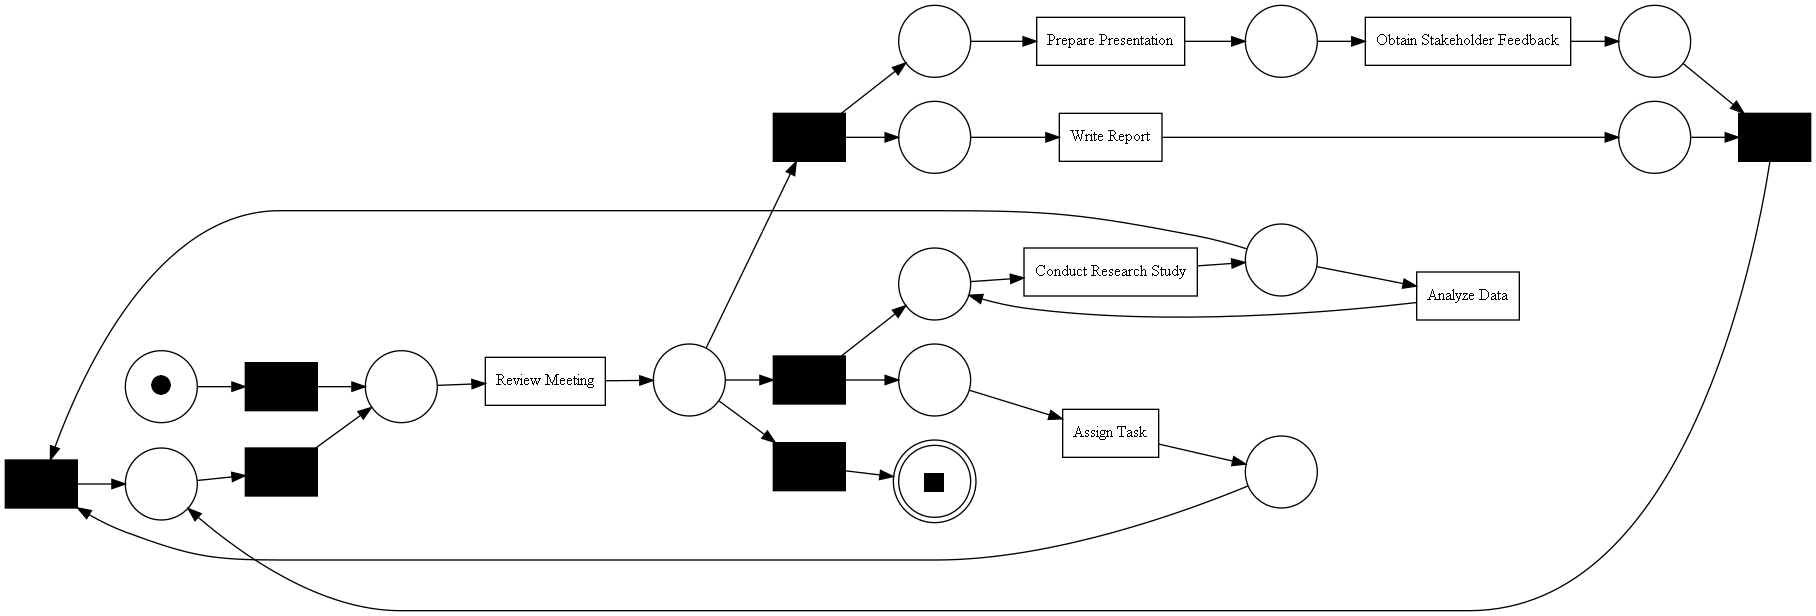 Prepare Presentation
Obtain Stakeholder Feedback
Write Report
Conduct Research Study
Analyze Data
Review Meeting
Assign Task